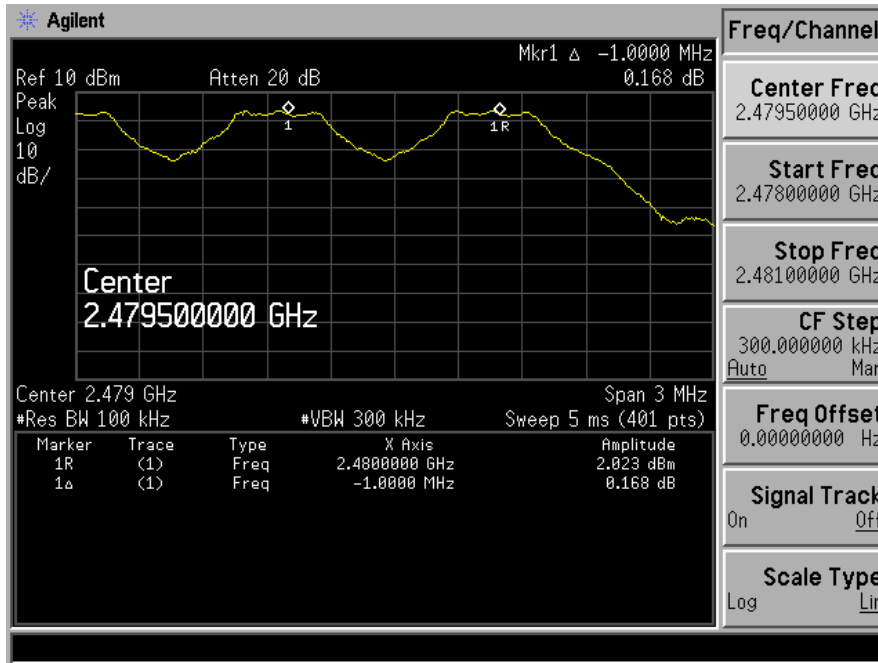 Agilent
Freq/Channel
Mkr1 Δ -1.0000 MHz
Ref 10 dBm Atten 20 dB 0.168 dB
Peak
Log
10
dB/
1
1R
Center
2.479500000 GHz
Center 2.479 GHz Span 3 MHz
#Res BW 100 kHz #VBW 300 kHz Sweep 5 ms (401 pts)
Marker Trace Type X Axis Amplitude
1R (1) Freq 2.4800000 GHz 2.023 dBm
1Δ (1) Freq -1.0000 MHz 0.168 dB
Center Freq
2.47950000 GHz
Start Freq
2.47800000 GHz
Stop Freq
2.48100000 GHz
CF Step
300.000000 kHz
Auto Man
Freq Offset
0.00000000 Hz
Signal Track
On Off
Scale Type
Log Lin